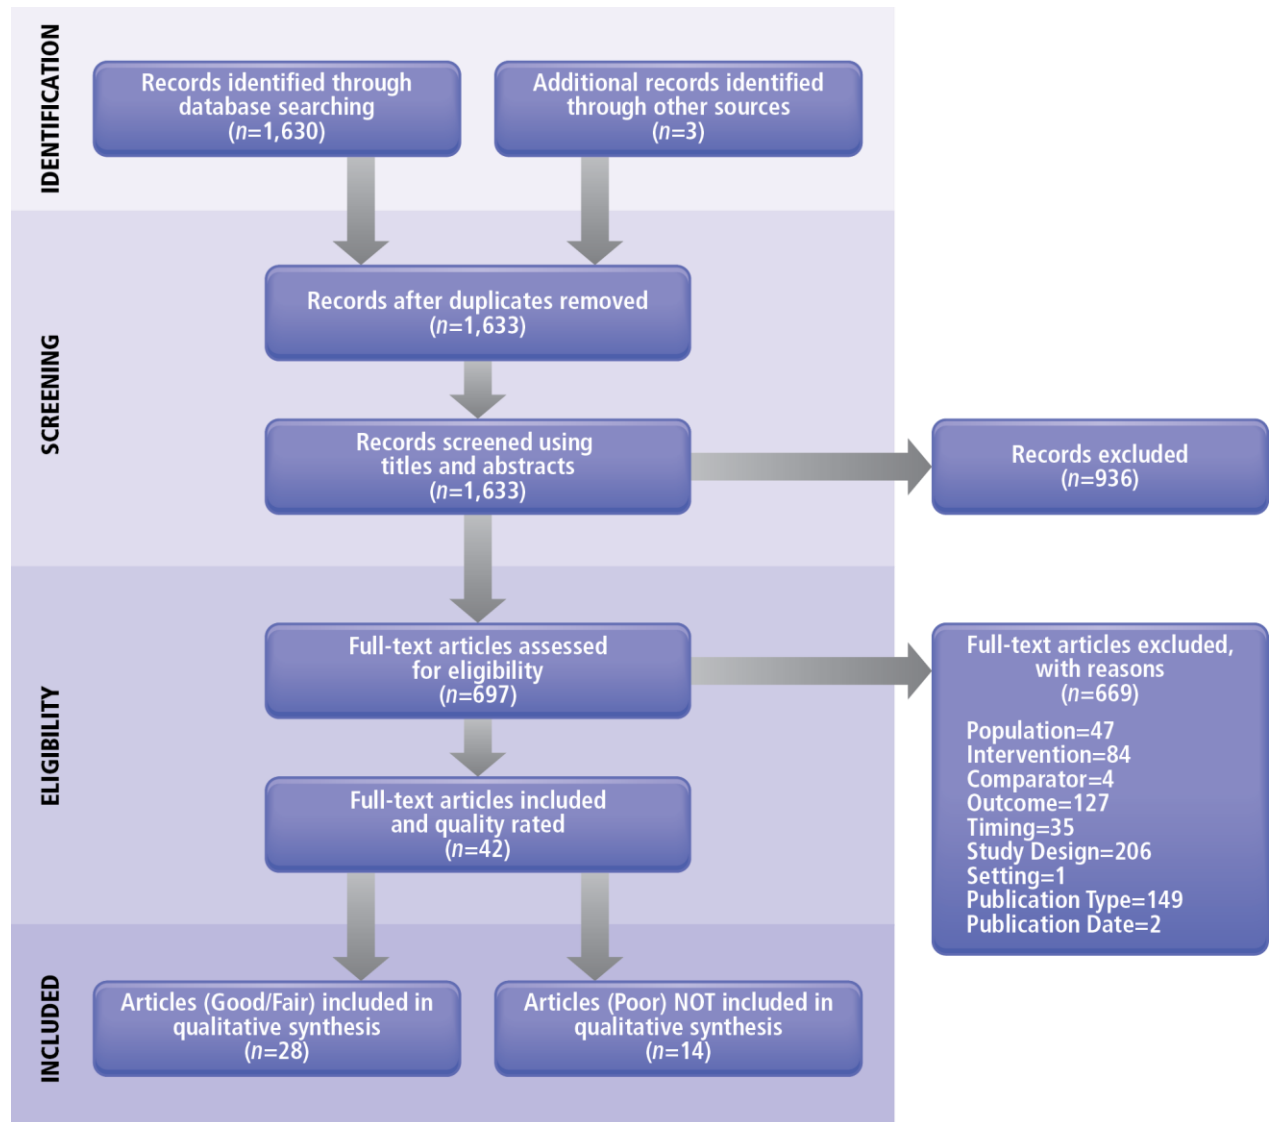 IDENTIFICATION
Records identified through
database searching
(n=1,630)
Additional records identified
through other sources
(n=3)
SCREENING
Records after duplicates removed
(n=1,633)
Records screened using
titles and abstracts
(n=1,633)
Records excluded
(n=936)
ELIGIBILITY
Full-text articles assessed
for eligibility
(n=697)
Full-text articles excluded,
with reasons
(n=669)
Population=47
Intervention=84
Comparator=4
Outcome=127
Timing=35
Study Design=206
Setting=1
Publication Type=149
Publication Date=2
Full-text articles included
and quality rated
(n=42)
INCLUDED
Articles (Good/Fair) included in
qualitative synthesis
(n=28)
Articles (Poor) NOT included in
qualitative synthesis
(n=14)